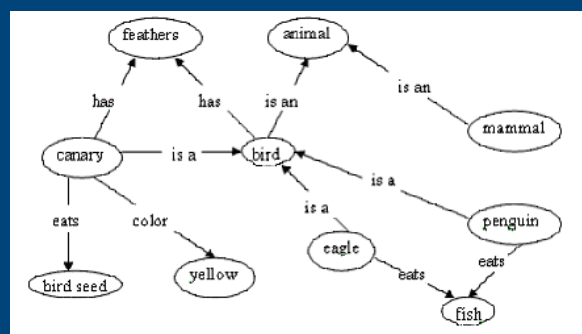 feathers
animal
has
has
is an
is an
mammal
canary
is a
bird
is a
is a
penguin
eats
color
eagle
eats
eats
bird seed
yellow
fish